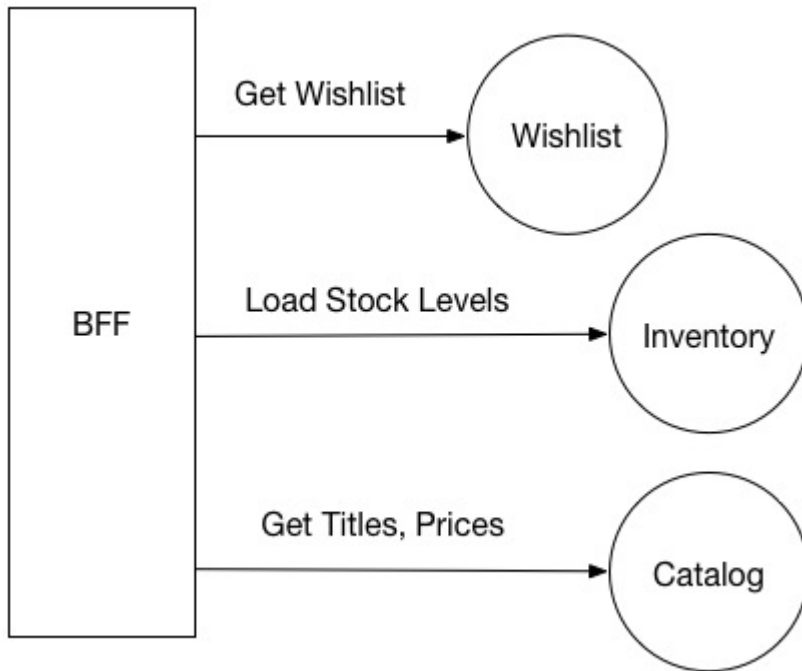 Get Wishlist
Wishlist
BFF
Load Stock Levels
Inventory
Get Titles, Prices
Catalog